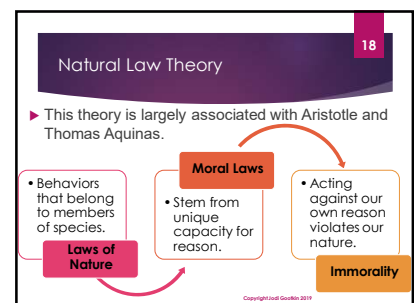 18
Natural Law Theory
▶ This theory is largely associated with Aristotle and
Thomas Aquinas.
• Behaviors
that belong
to members
of species.
Laws of
Nature
Moral Laws
• Stem from
unique
capacity for
reason.
• Acting
against our
own reason
violates our
nature.
Immorality
Copyright Jodi Gootkin 2019